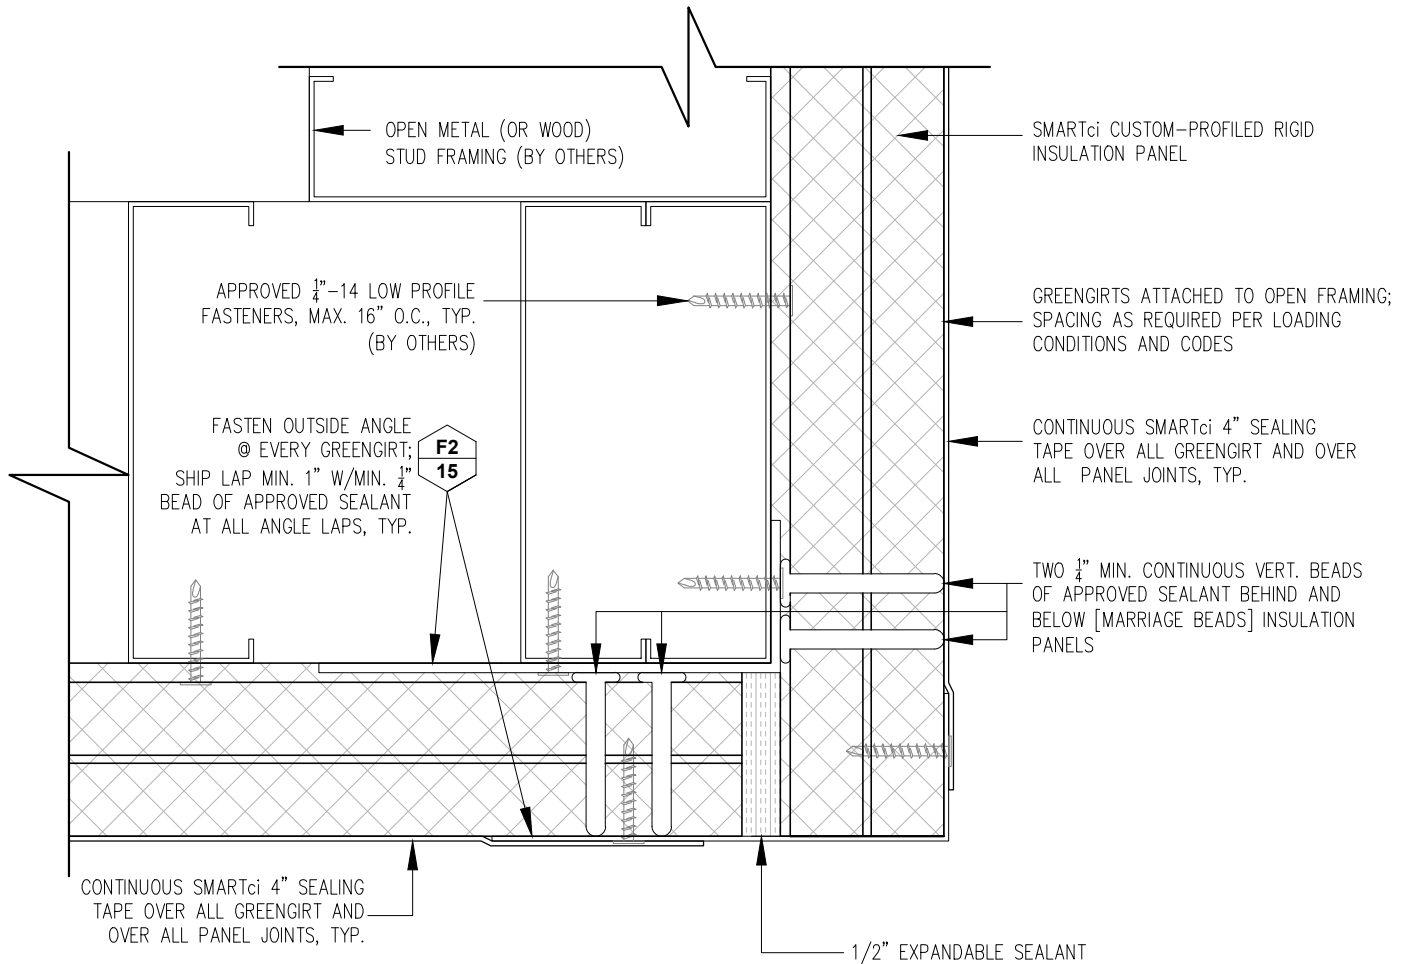 OPEN METAL (OR WOOD)
STUD FRAMING (BY OTHERS)
SMARTci CUSTOM-PROFILED RIGID
INSULATION PANEL
APPROVED 1/4"-14 LOW PROFILE
FASTENERS, MAX. 16" O.C., TYP.
(BY OTHERS)
GREENGIRTS ATTACHED TO OPEN FRAMING;
SPACING AS REQUIRED PER LOADING
CONDITIONS AND CODES
FASTEN OUTSIDE ANGLE
@ EVERY GREENGIRT;
SHIP LAP MIN. 1" W/MIN. 1/4"
BEAD OF APPROVED SEALANT
AT ALL ANGLE LAPS, TYP.
F2
15
CONTINUOUS SMARTci 4" SEALING
TAPE OVER ALL GREENGIRT AND OVER
ALL PANEL JOINTS, TYP.
TWO 1/4" MIN. CONTINUOUS VERT. BEADS
OF APPROVED SEALANT BEHIND AND
BELOW [MARRIAGE BEADS] INSULATION
PANELS
CONTINUOUS SMARTci 4" SEALING
TAPE OVER ALL GREENGIRT AND
OVER ALL PANEL JOINTS, TYP.
1/2" EXPANDABLE SEALANT